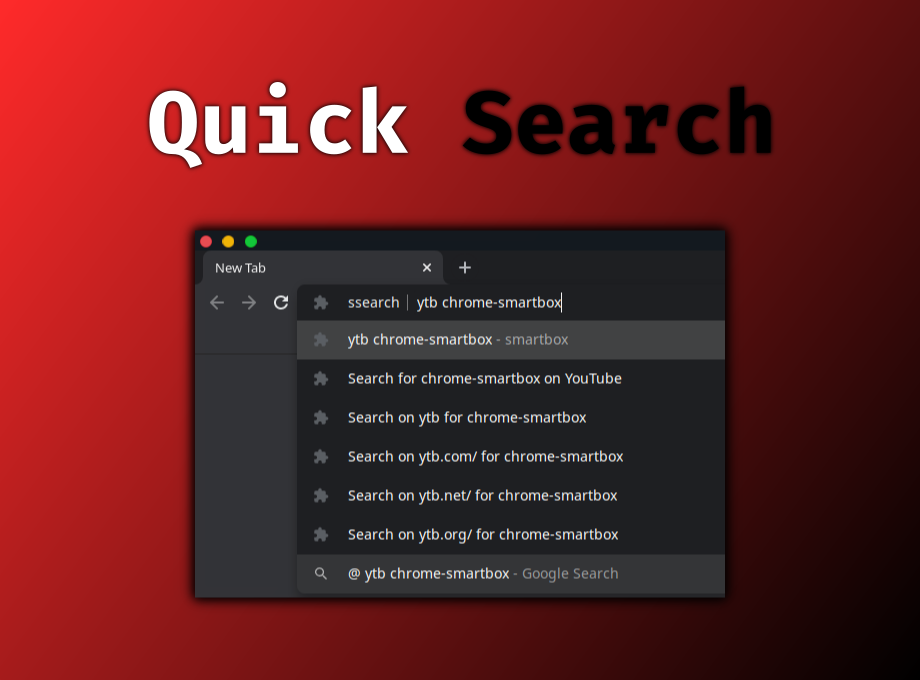 Quick Search
New Tab
ssearch | ytb chrome-smartbox
ytb chrome-smartbox - smartbox
Search for chrome-smartbox on YouTube
Search on ytb for chrome-smartbox
Search on ytb.com/ for chrome-smartbox
Search on ytb.net/ for chrome-smartbox
Search on ytb.org/ for chrome-smartbox
@ ytb chrome-smartbox - Google Search